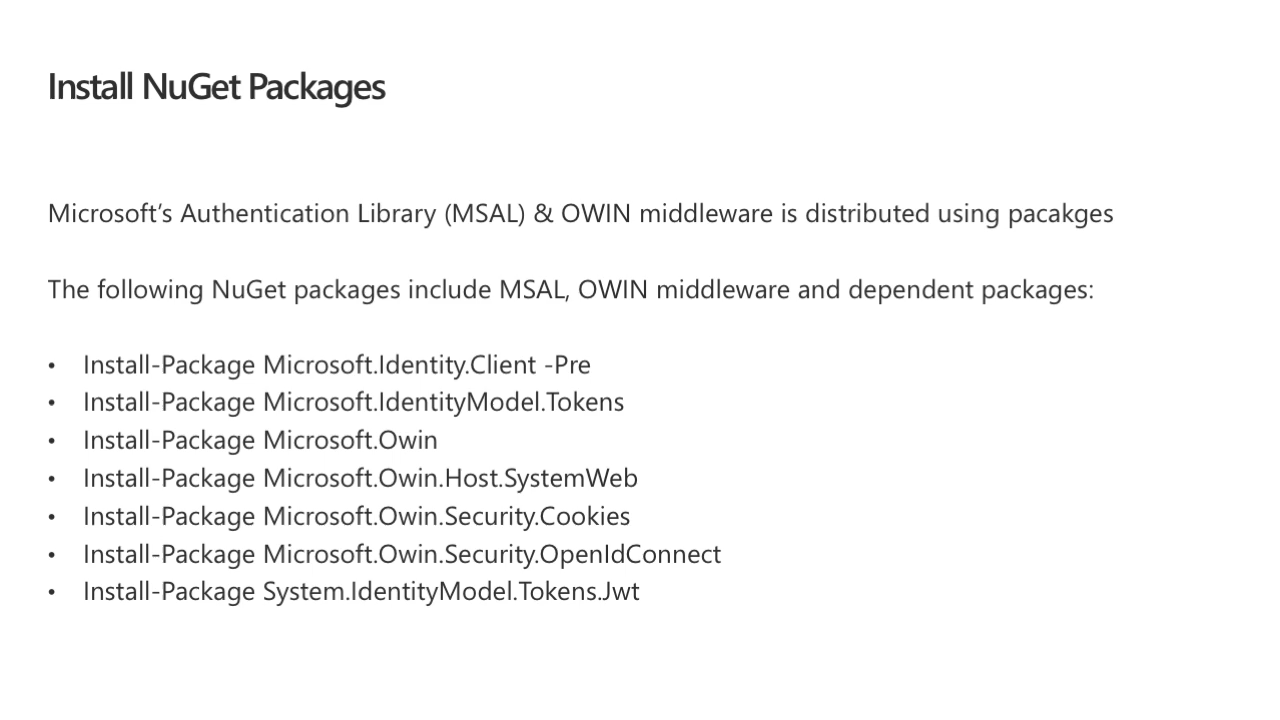 Install NuGet Packages
Microsoft’s Authentication Library (MSAL) & OWIN middleware is distributed using pacakges
The following NuGet packages include MSAL, OWIN middleware and dependent packages:
• Install-Package Microsoft.Identity.Client -Pre
• Install-Package Microsoft.IdentityModel.Tokens
• Install-Package Microsoft.Owin
• Install-Package Microsoft.Owin.Host.SystemWeb
• Install-Package Microsoft.Owin.Security.Cookies
• Install-Package Microsoft.Owin.Security.OpenIdConnect
• Install-Package System.IdentityModel.Tokens.Jwt